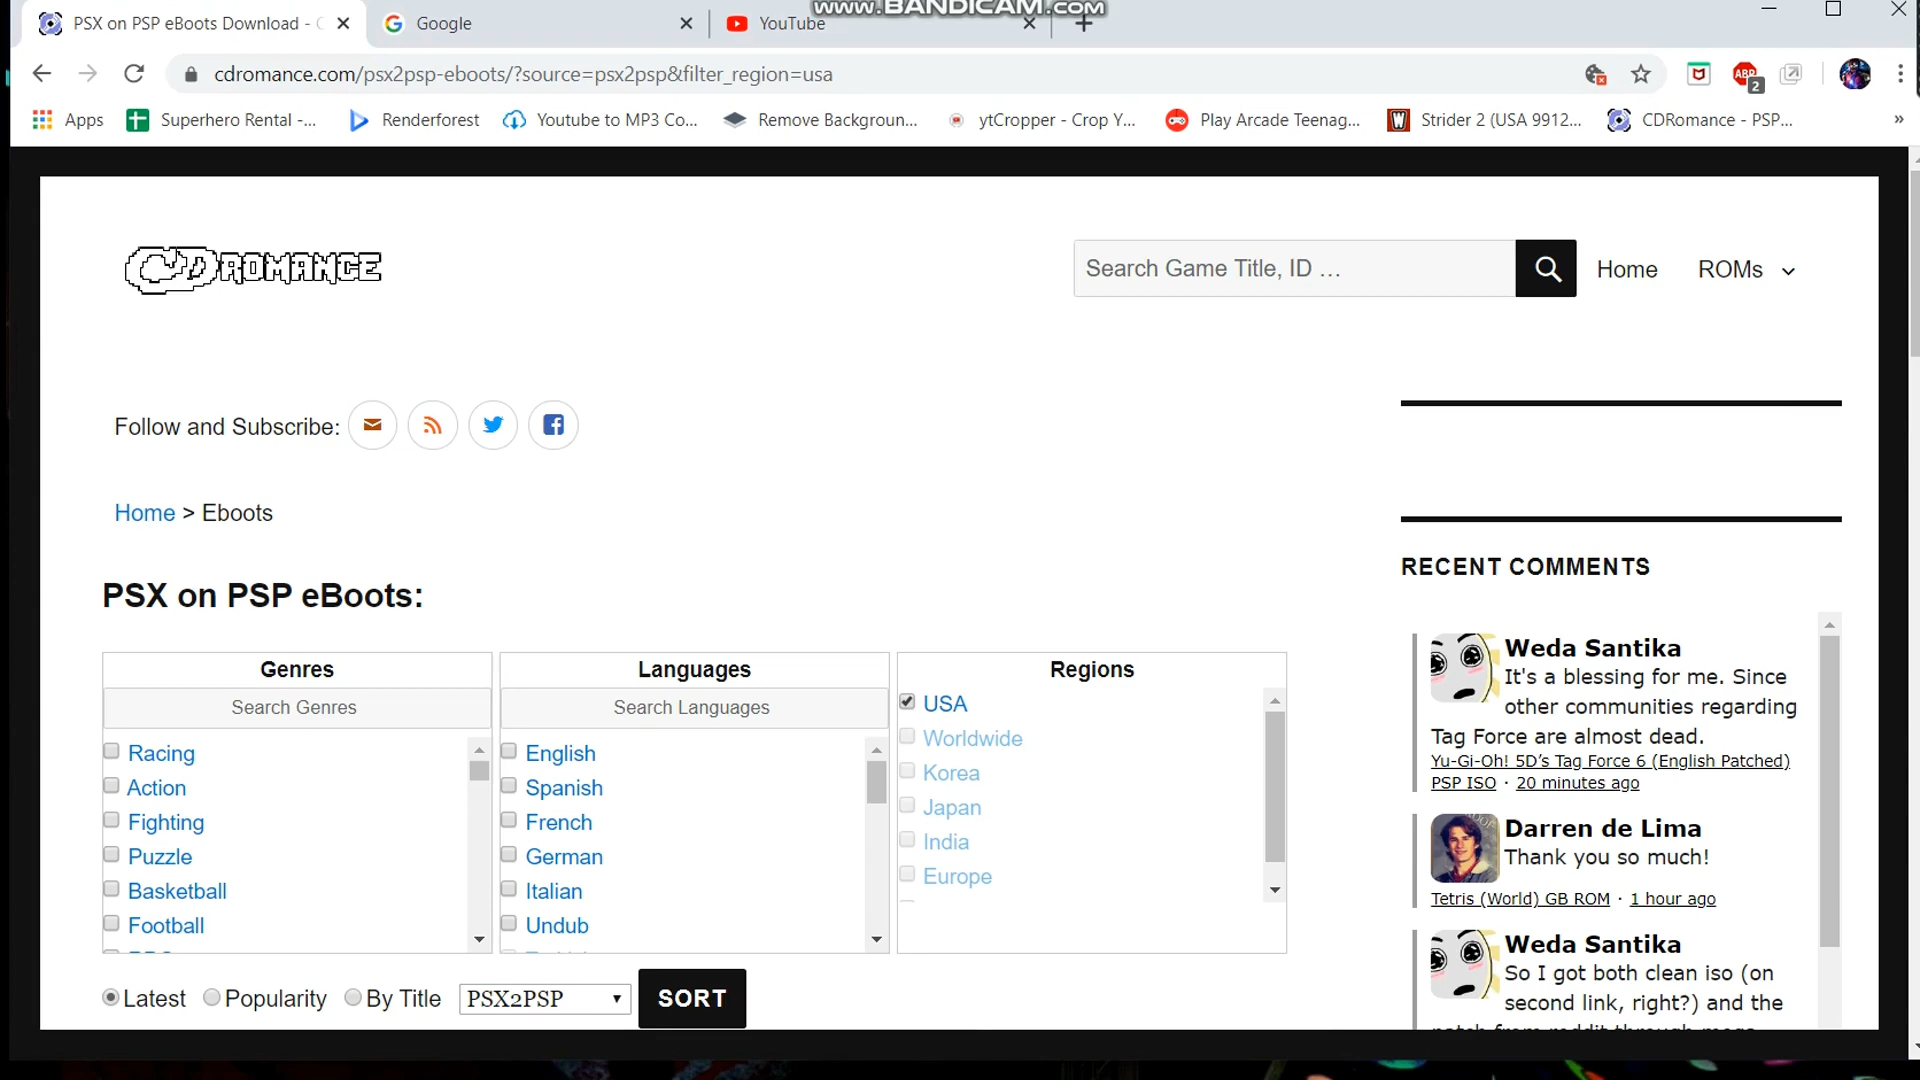 www.BANDICAM.com
PSX on PSP eBoots Download - C
Google
YouTube
cdromance.com/psx2psp-eboots/?source=psx2psp&filter_region=usa
ABP
2
Apps
Superhero Rental -...
Renderforest
Youtube to MP3 Co...
Remove Backgroun...
ytCropper - Crop Y...
Play Arcade Teenag...
Strider 2 (USA 9912...
CDRomance - PSP...
»
CDROMANCE
Search Game Title, ID …
Home
ROMs
Follow and Subscribe:
Home > Eboots
PSX on PSP eBoots:
Genres
Search Genres
Racing
Action
Fighting
Puzzle
Basketball
Football
Languages
Search Languages
English
Spanish
French
German
Italian
Undub
Regions
USA
Worldwide
Korea
Japan
India
Europe
Latest
Popularity
By Title
PSX2PSP
SORT
RECENT COMMENTS
Weda Santika
It's a blessing for me. Since
other communities regarding
Tag Force are almost dead.
Yu-Gi-Oh! 5D’s Tag Force 6 (English Patched)
PSP ISO · 20 minutes ago
Darren de Lima
Thank you so much!
Tetris (World) GB ROM · 1 hour ago
Weda Santika
So I got both clean iso (on
second link, right?) and the
patch from reddit through mega